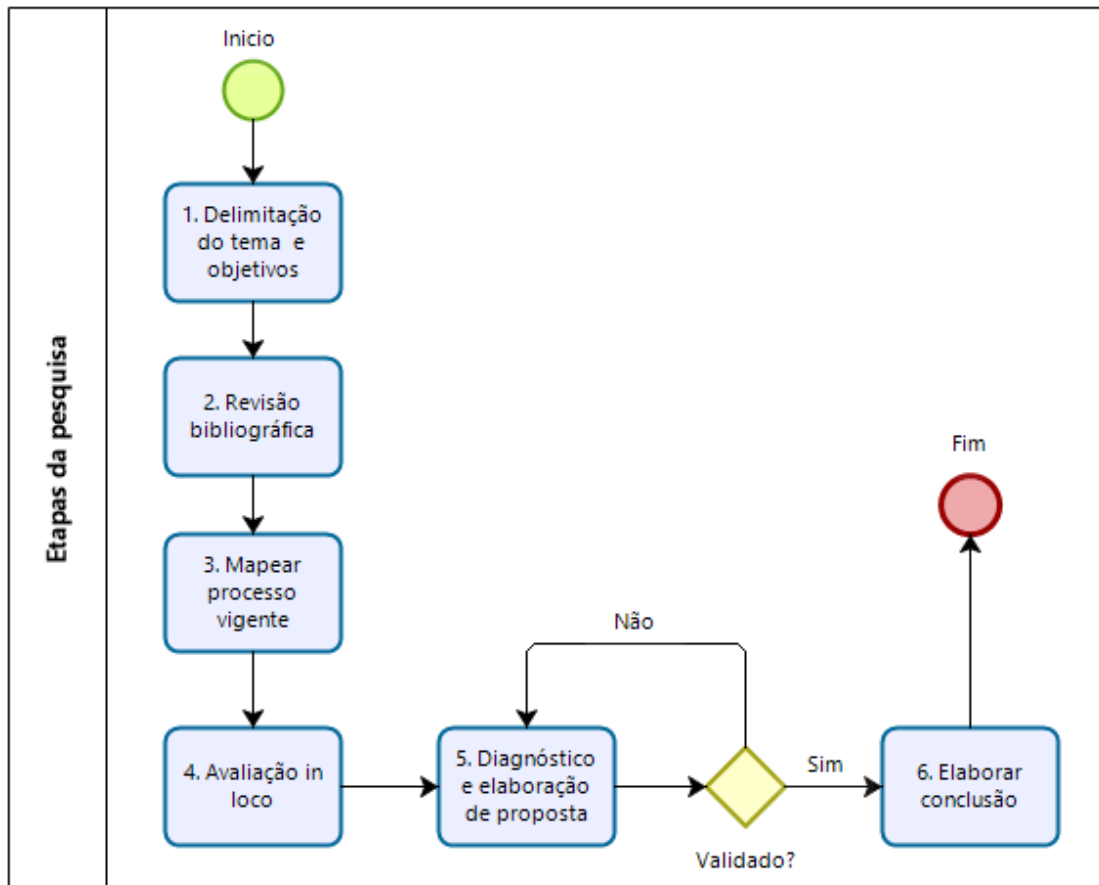 Etapas da pesquisa
Inicio
1. Delimitação
do tema e
objetivos
2. Revisão
bibliográfica
3. Mapear
processo
vigente
4. Avaliação in
loco
5. Diagnóstico
e elaboração
de proposta
Não
Validado?
Sim
6. Elaborar
conclusão
Fim